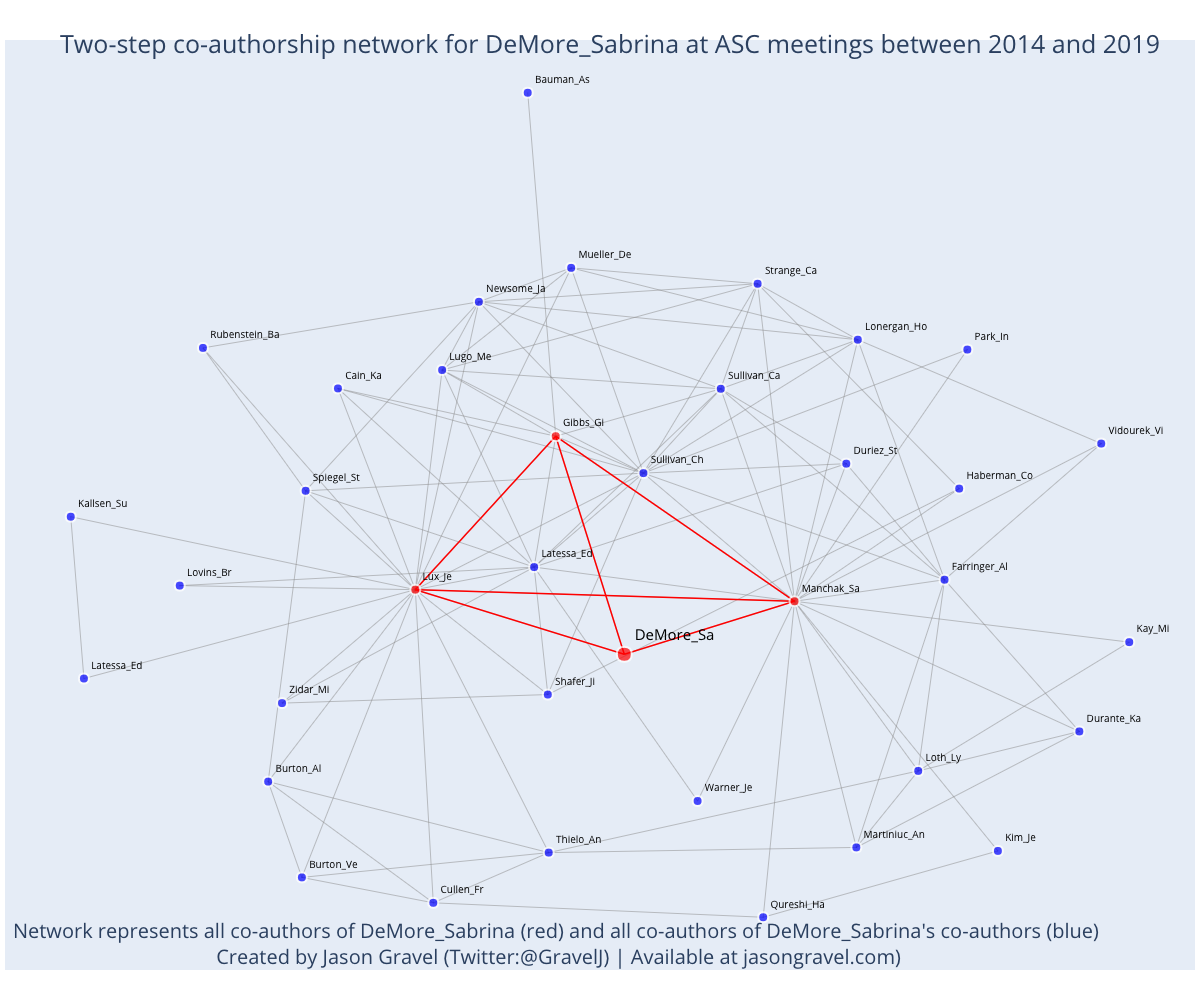 Two-step co-authorship network for DeMore_Sabrina at ASC meetings between 2014 and 2019
Bauman_As
Mueller_De
Strange_Ca
Newsome_Ja
Lonergan_Ho
Rubenstein_Ba
Park_In
Lugo_Me
Cain_Ka
Sullivan_Ca
Gibbs_Gi
Vidourek_Vi
Duriez_St
Sullivan_Ch
Haberman_Co
Spiegel_St
Kallsen_Su
Latessa_Ed
Farringer_Al
Lovins_Br
Lux_Je
Manchak_Sa
Kay_Mi
DeMore_Sa
Latessa_Ed
Shafer_Ji
Zidar_Mi
Durante_Ka
Loth_Ly
Burton_Al
Warner_Je
Martiniuc_An
Kim_Je
Thielo_An
Burton_Ve
Cullen_Fr
Qureshi_Ha
Network represents all co-authors of DeMore_Sabrina (red) and all co-authors of DeMore_Sabrina's co-authors (blue)
Created by Jason Gravel (Twitter:@GravelJ) | Available at jasongravel.com)